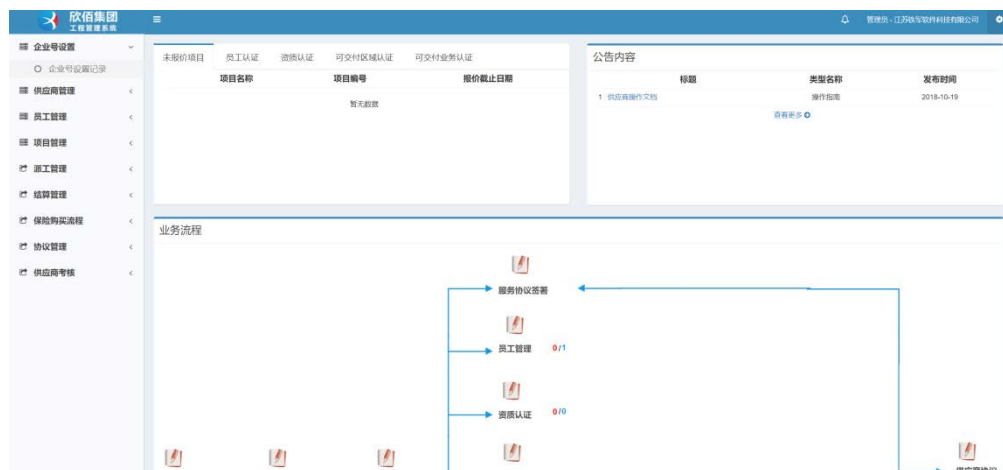 欣佰集团
工程管理系统
管理员 - 江苏铁军软件科技有限公司
企业号设置
企业号设置记录
供应商管理
员工管理
项目管理
派工管理
结算管理
保险购买流程
协议管理
供应商考核
未报价项目 员工认证 资质认证 可交付区域认证 可交付业务认证
项目名称 项目编号 报价截止日期
暂无数据
公告内容
标题 类型名称 发布时间
1 供应商操作文档 操作指南 2018-10-19
查看更多
业务流程
服务协议签署
员工管理 0/1
资质认证 0/0
供应商协议